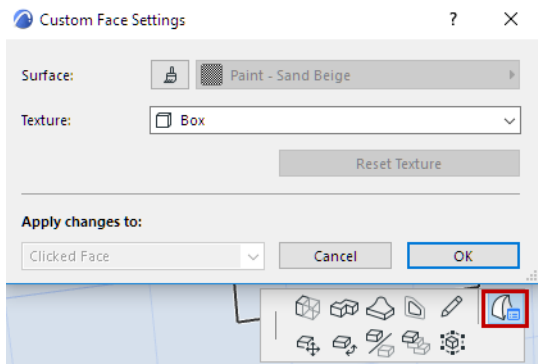 Custom Face Settings
?
Surface:
Paint - Sand Beige
Texture:
Box
Reset Texture
Apply changes to:
Clicked Face
Cancel
OK